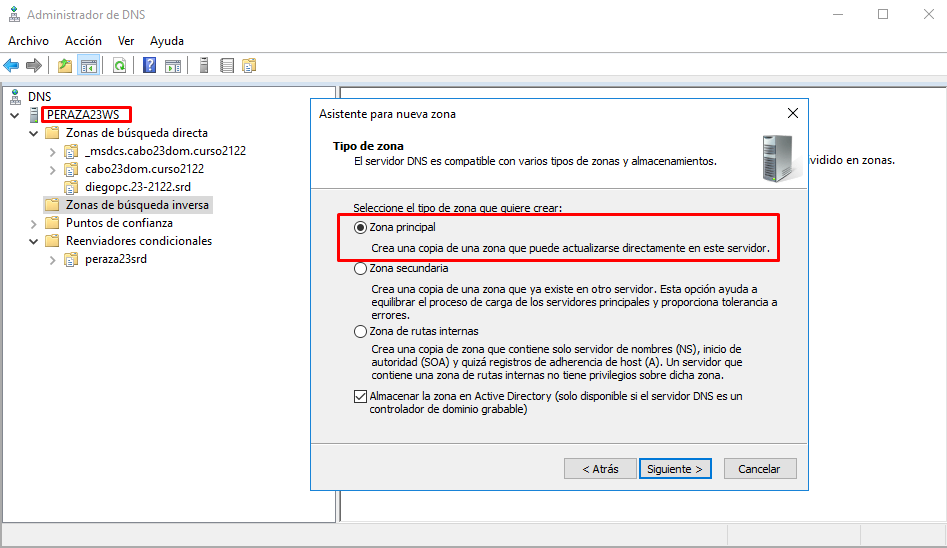 Administrador de DNS
Archivo Acción Ver Ayuda
DNS
PERAZA23WS
Zonas de búsqueda directa
_msdcs.cabo23dom.curso2122
cabo23dom.curso2122
diegopc.23-2122.srd
Zonas de búsqueda inversa
Puntos de confianza
Reenviadores condicionales
peraza23srd
Asistente para nueva zona
Tipo de zona
El servidor DNS es compatible con varios tipos de zonas y almacenamientos.
vidido en zonas.
Seleccione el tipo de zona que quiere crear:
Zona principal
Crea una copia de una zona que puede actualizarse directamente en este servidor.
Zona secundaria
Crea una copia de una zona que ya existe en otro servidor. Esta opción ayuda a
equilibrar el proceso de carga de los servidores principales y proporciona tolerancia a
errores.
Zona de rutas internas
Crea una copia de zona que contiene solo servidor de nombres (NS), inicio de
autoridad (SOA) y quizá registros de adherencia de host (A). Un servidor que
contiene una zona de rutas internas no tiene privilegios sobre dicha zona.
Almacenar la zona en Active Directory (solo disponible si el servidor DNS es un
controlador de dominio grabable)
< Atrás Siguiente > Cancelar